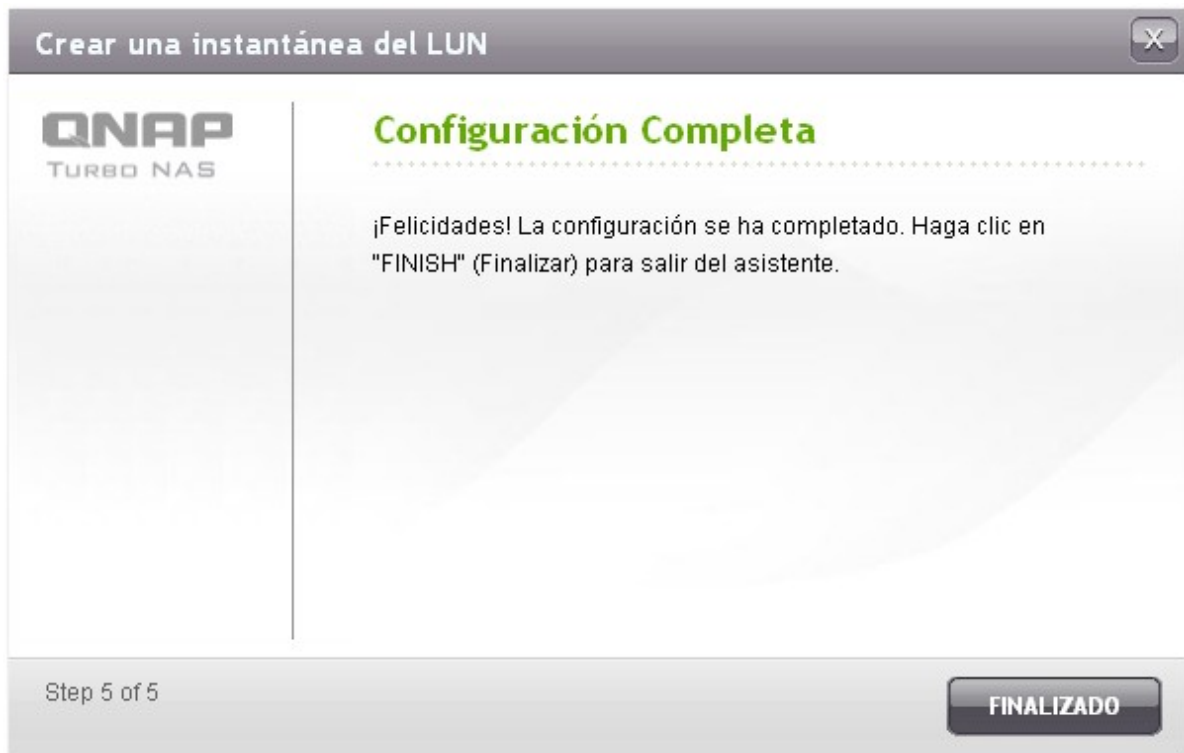 Crear una instantánea del LUN
X
QNAP
TURBO NAS
Configuración Completa
¡Felicidades! La configuración se ha completado. Haga clic en
"FINISH" (Finalizar) para salir del asistente.
Step 5 of 5
FINALIZADO